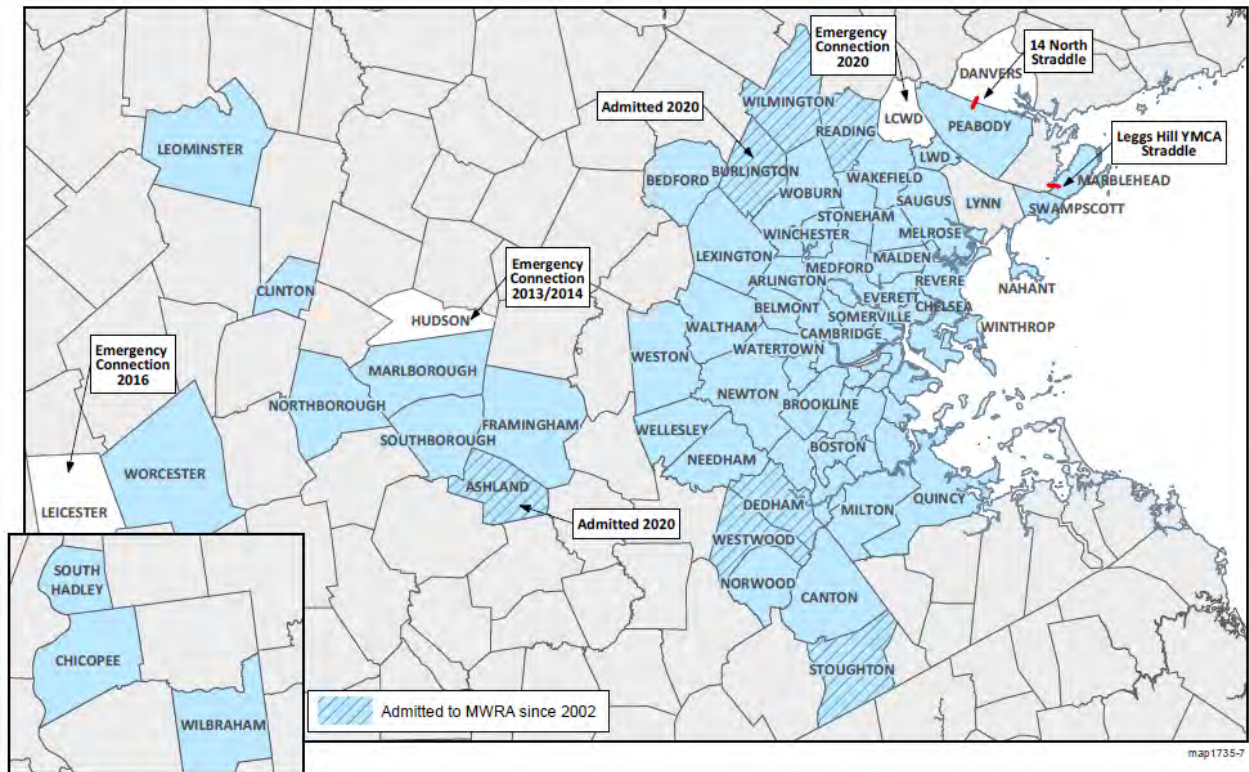 Emergency
Connection
2020
14 North
Straddle
DANVERS
WILMINGTON
Admitted 2020
LCWD
READING
PEABODY
LEOMINSTER
Leggs Hill YMCA
Straddle
LWD
BURLINGTON
BEDFORD
WAKEFIELD
MARBLEHEAD
WOBURN
SAUGUS
LYNN
STONEHAM
SWAMPSCOTT
WINCHESTER
MELROSE
LEXINGTON
MALDEN
MEDFORD
Emergency
Connection
2013/2014
ARLINGTON
REVERE
NAHANT
CLINTON
EVERETT
CHELSEA
BELMONT
SOMERVILLE
HUDSON
WALTHAM
CAMBRIDGE
WINTHROP
WATERTOWN
Emergency
Connection
2016
WESTON
MARLBOROUGH
NEWTON
NORTHBOROUGH
BROOKLINE
FRAMINGHAM
WELLESLEY
SOUTHBOROUGH
BOSTON
NEEDHAM
WORCESTER
ASHLAND
QUINCY
DEDHAM
MILTON
LEICESTER
Admitted 2020
WESTWOOD
SOUTH
HADLEY
NORWOOD
CANTON
CHICOPEE
STOUGHTON
Admitted to MWRA since 2002
WILBRAHAM
map1735-7